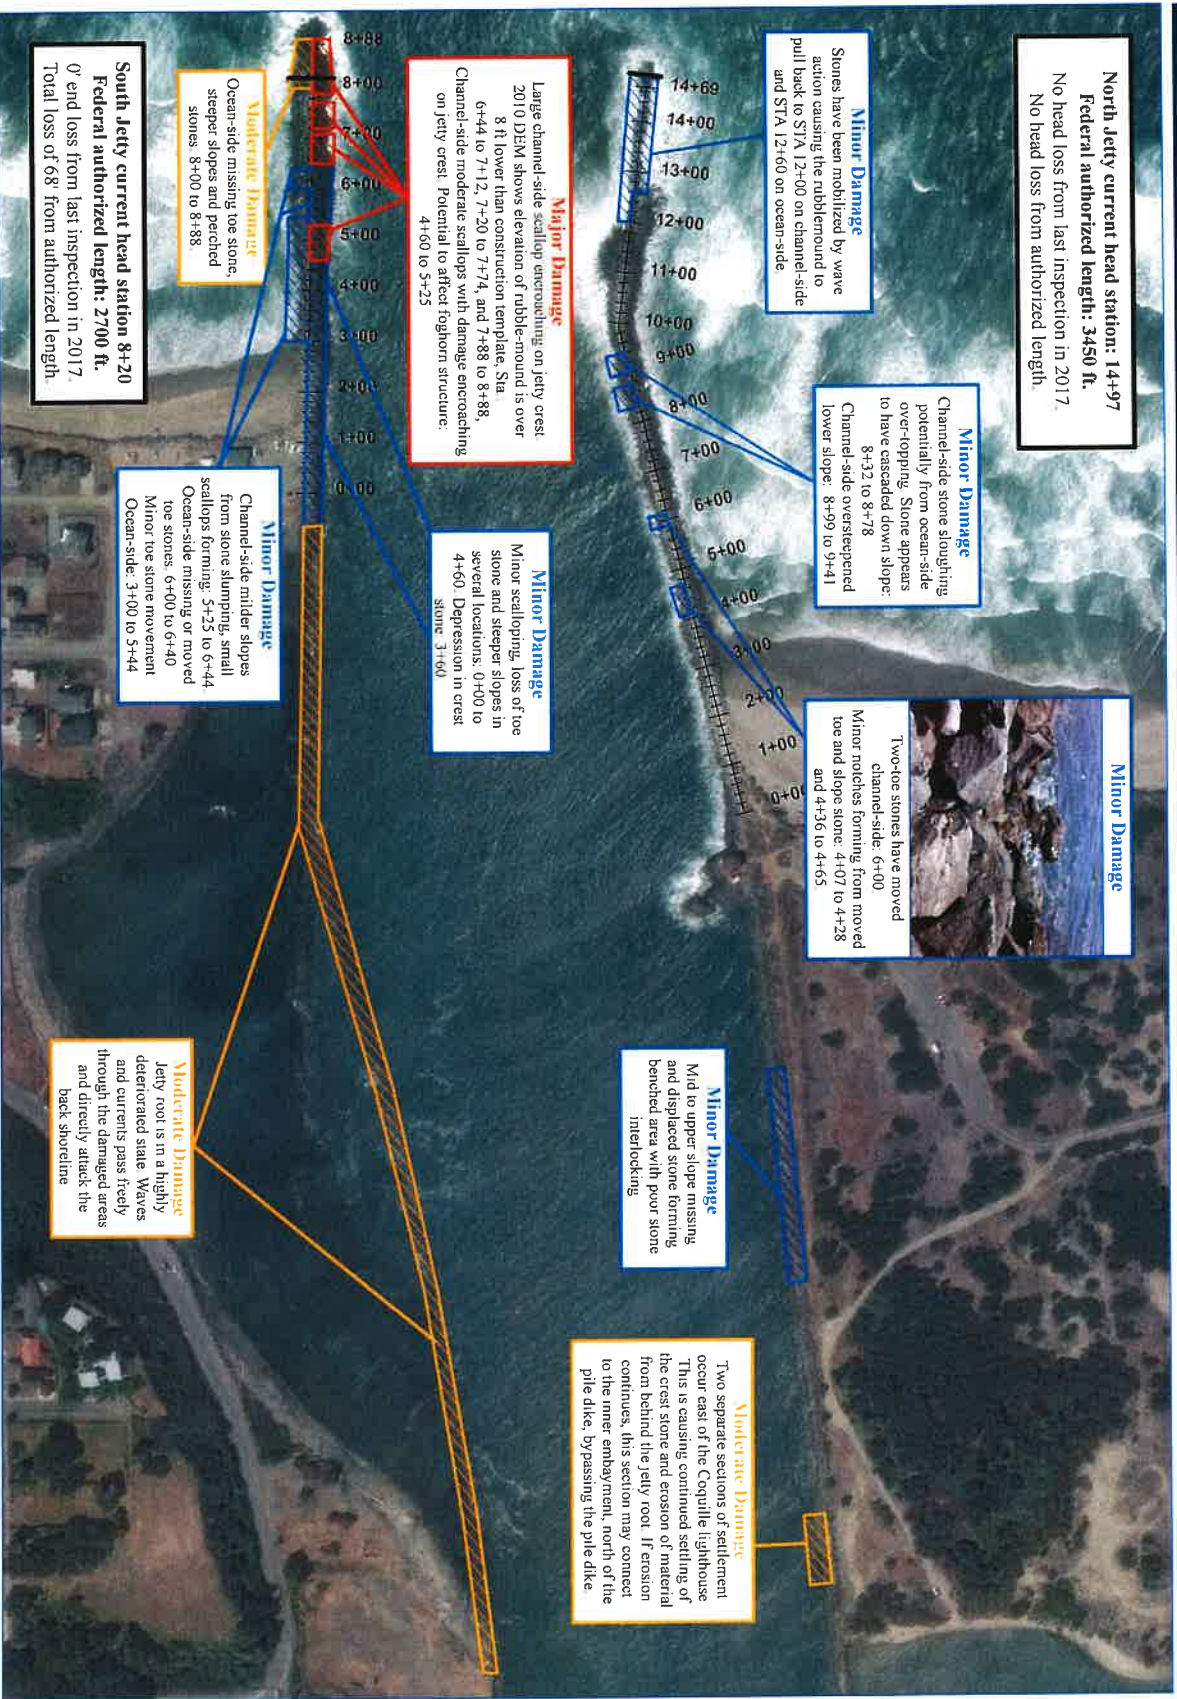 North Jetty current head station: 14+97
Federal authorized length: 3450 ft.
No head loss from last inspection in 2017.
No head loss from authorized length.
Minor Damage
Stones have been mobilized by wave
action causing the rubblemound to
pull back to STA 12+00 on channel-side
and STA 12+60 on ocean-side.
Minor Damage
Channel-side stone sloughing
potentially from ocean-side
over-topping. Stone appears
to have cascaded down slope:
8+32 to 8+78
Channel-side oversteepened
lower slope: 8+99 to 9+41
Minor Damage
Two-toe stones have moved
channel-side: 6+00.
Minor notches forming from moved
toe and slope stone: 4+07 to 4+28
and 4+36 to 4+65.
Minor Damage
Mid to upper slope missing
and displaced stone forming
benched area with poor stone
interlocking
Moderate Damage
Two separate sections of settlement
occur east of the Coquille lighthouse
This is causing continued settling of
the crest stone and erosion of material
from behind the jetty root. If erosion
continues, this section may connect
to the inner embayment, north of the
pile dike, bypassing the pile dike.
14+69
14+00
13+00
12+00
11+00
10+00
9+00
8+00
7+00
6+00
5+00
4+00
3+00
2+00
1+00
0+00
Major Damage
Large channel-side scallop encroaching on jetty crest.
2010 DEM shows elevation of rubble-mound is over
8 ft lower than construction template, Sta.
6+44 to 7+12, 7+20 to 7+74, and 7+88 to 8+88,
Channel-side moderate scallops with damage encroaching
on jetty crest. Potential to affect foghorn structure:
4+60 to 5+25
Minor Damage
Minor scalloping, loss of toe
stone and steeper slopes in
several locations: 0+00 to
4+60. Depression in crest
stone 3+60
8+88
8+00
7+00
6+00
5+00
4+00
3+00
2+00
1+00
0+00
Moderate Damage
Ocean-side missing toe stone,
steeper slopes and perched
stones: 8+00 to 8+88.
Minor Damage
Channel-side milder slopes
from stone slumping, small
scallops forming: 5+25 to 6+44.
Ocean-side missing or moved
toe stones: 6+00 to 6+40
Minor toe stone movement
Ocean-side: 3+00 to 5+44
Moderate Damage
Jetty root is in a highly
deteriorated state. Waves
and currents pass freely
through the damaged areas
and directly attack the
back shoreline
South Jetty current head station 8+20
Federal authorized length: 2700 ft.
0' end loss from last inspection in 2017.
Total loss of 68' from authorized length.